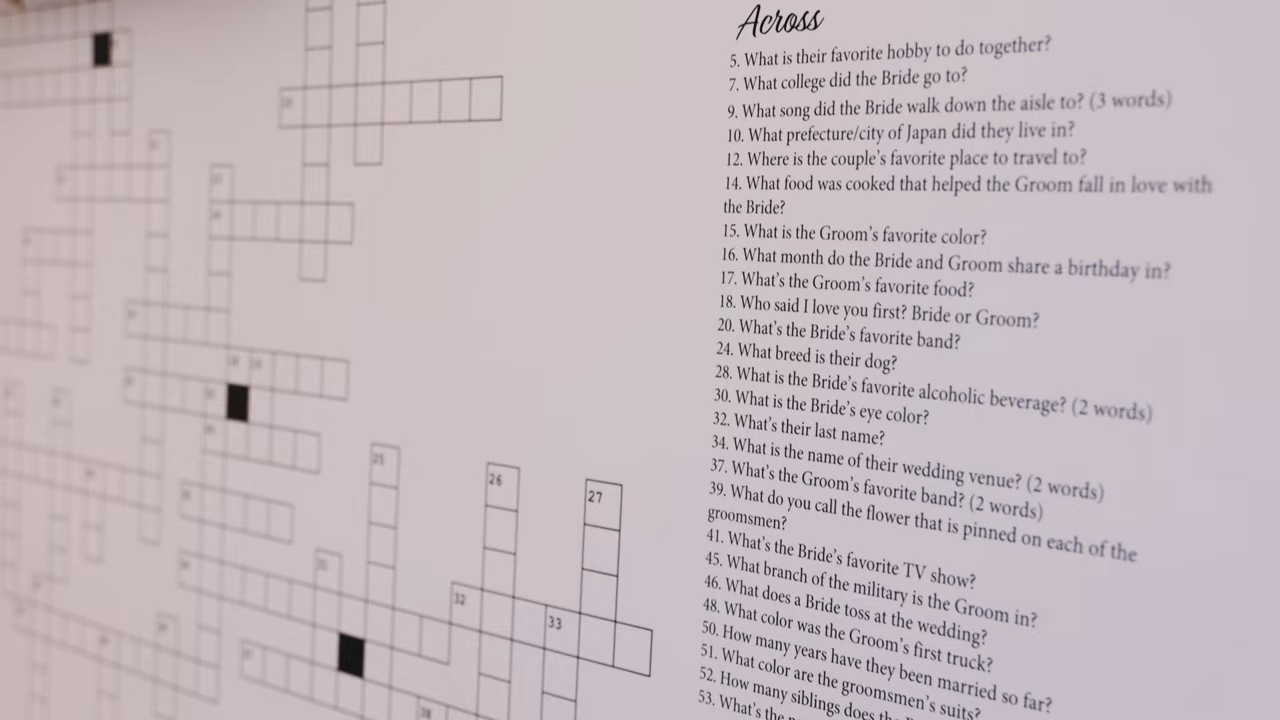 Across
5. What is their favorite hobby to do together?
7. What college did the Bride go to?
9. What song did the Bride walk down the aisle to? (3 words)
10. What prefecture/city of Japan did they live in?
12. Where is the couple's favorite place to travel to?
14. What food was cooked that helped the Groom fall in love with
the Bride?
15. What is the Groom's favorite color?
16. What month do the Bride and Groom share a birthday in?
17. What's the Groom's favorite food?
18. Who said I love you first? Bride or Groom?
20. What's the Bride's favorite band?
24. What breed is their dog?
28. What is the Bride's favorite alcoholic beverage? (2 words)
30. What is the Bride's eye color?
32. What's their last name?
34. What is the name of their wedding venue? (2 words)
37. What's the Groom's favorite band? (2 words)
39. What do you call the flower that is pinned on each of the
groomsmen?
41. What's the Bride's favorite TV show?
45. What branch of the military is the Groom in?
46. What does a Bride toss at the wedding?
48. What color was the Groom's first truck?
50. How many years have they been married so far?
51. What color are the groomsmen's suits?
52. How many siblings does the
53. What's the
25
26
27
32
33